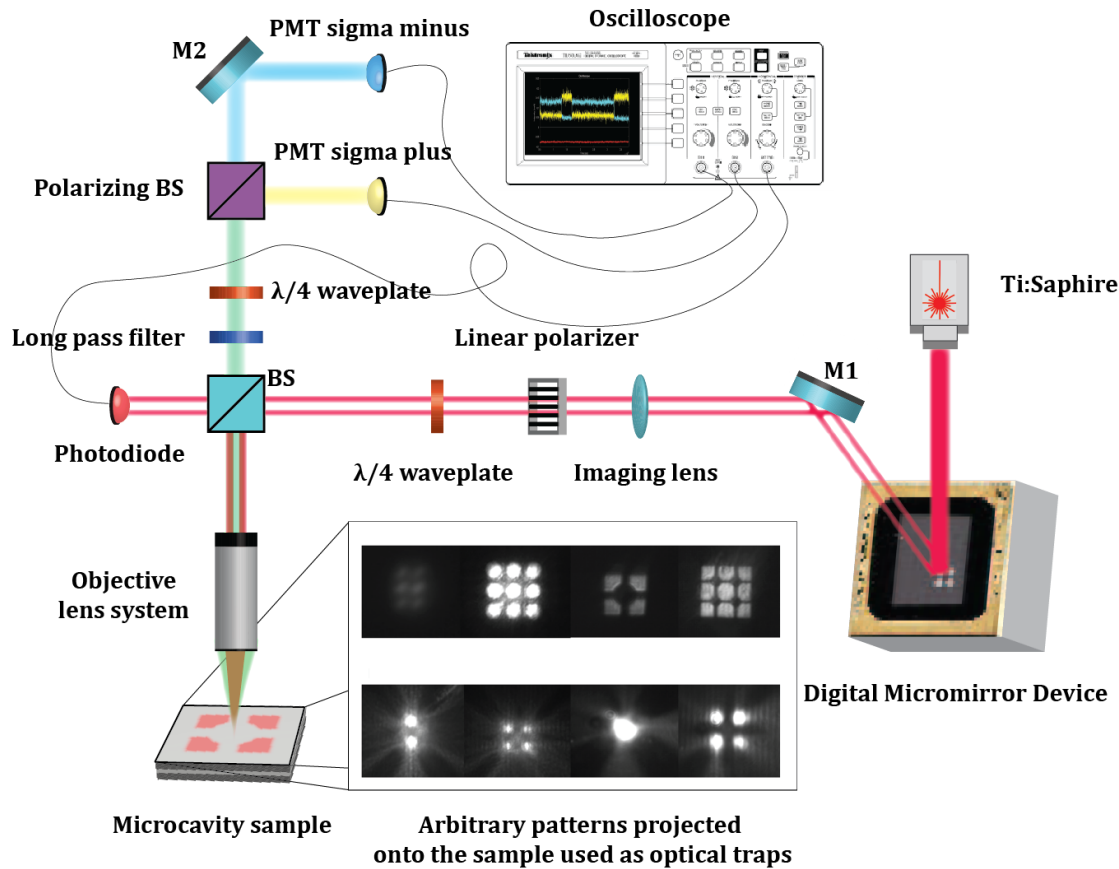 PMT sigma minus
Oscilloscope
M2
Tektronix
PMT sigma plus
Polarizing BS
Ti:Saphire
λ/4 waveplate
Long pass filter
Linear polarizer
M1
BS
Photodiode
λ/4 waveplate
Imaging lens
Objective
lens system
Digital Micromirror Device
Microcavity sample
Arbitrary patterns projected
onto the sample used as optical traps